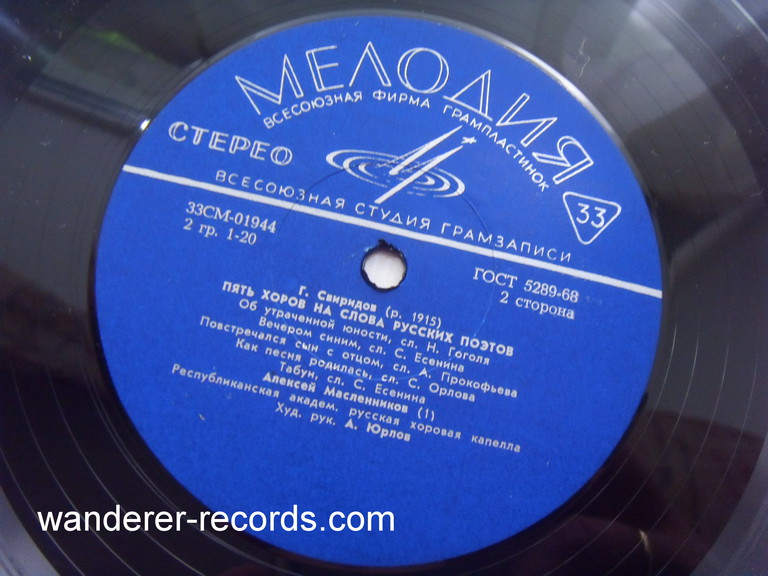 МЕЛОДИЯ
ВСЕСОЮЗНАЯ ФИРМА ГРАМПЛАСТИНОК
СТЕРЕО
33
ВСЕСОЮЗНАЯ СТУДИЯ ГРАМЗАПИСИ
33СМ-01944
2 гр. 1-20
ГОСТ 5289-68
2 сторона
Г. Свиридов (р. 1915)
ПЯТЬ ХОРОВ НА СЛОВА РУССКИХ ПОЭТОВ
Об утраченной юности, сл. Н. Гоголя
Вечером синим, сл. С. Есенина
Повстречался сын с отцом, сл. А. Прокофьева
Как песня родилась, сл. С. Орлова
Табун, сл. С. Есенина
Алексей Масленников (1)
Республиканская академ. русская хоровая капелла
Худ. рук. А. Юрлов
wanderer-records.com